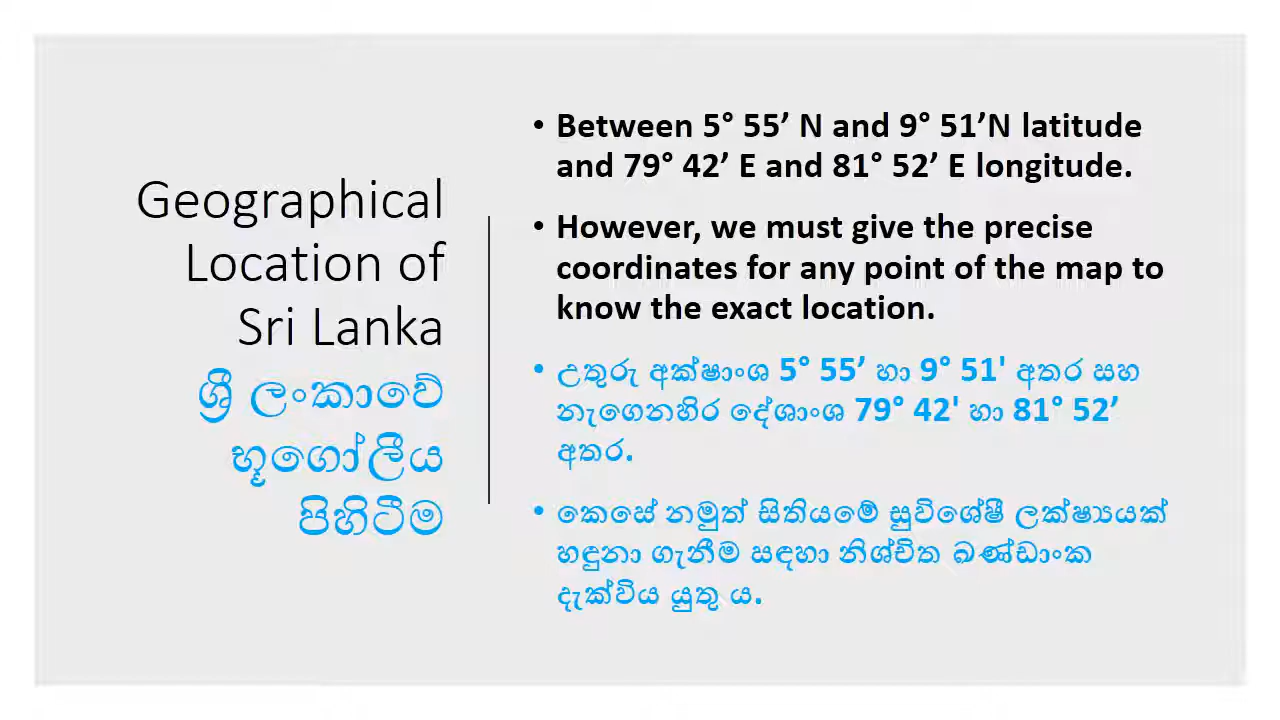 Geographical
Location of
Sri Lanka
ශ්‍රී ලංකාවේ
භූගෝලීය
පිහිටීම
• Between 5° 55’ N and 9° 51’N latitude
and 79° 42’ E and 81° 52’ E longitude.
• However, we must give the precise
coordinates for any point of the map to
know the exact location.
• උතුරු අක්ෂාංශ 5° 55’ හා 9° 51' අතර සහ
නැගෙනහිර දේශාංශ 79° 42' හා 81° 52’
අතර.
• කෙසේ නමුත් සිතියමේ සුවිශේෂී ලක්ෂ්‍යයක්
හඳුනා ගැනීම සඳහා නිශ්චිත ඛණ්ඩාංක
දැක්විය යුතු ය.